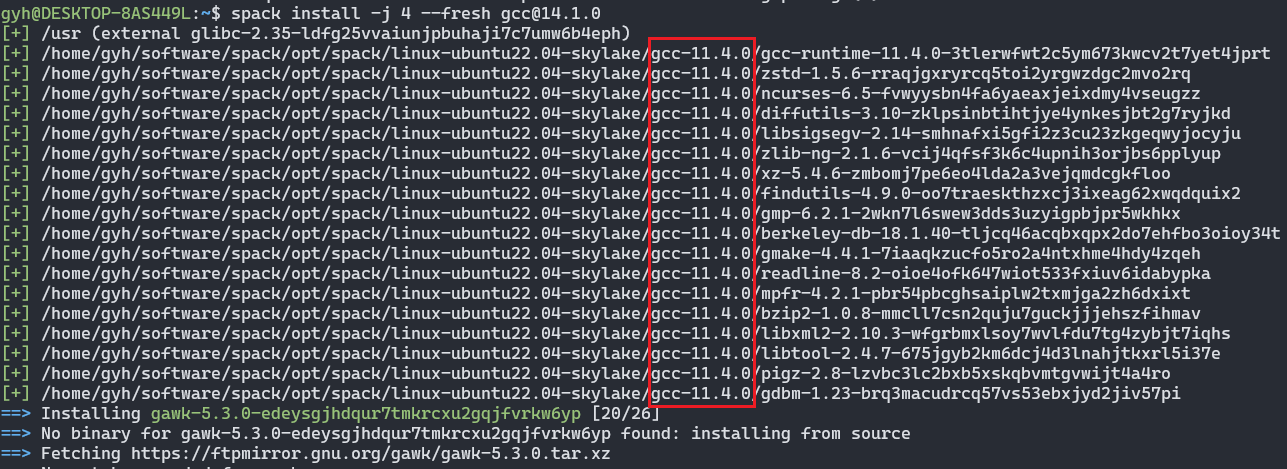 gyh@DESKTOP-8AS449L:~$ spack install -j 4 --fresh gcc@14.1.0
[+] /usr (external glibc-2.35-ldfg25vvaiunjpbuhaji7c7umw6b4eph)
[+] /home/gyh/software/spack/opt/spack/linux-ubuntu22.04-skylake/gcc-11.4.0/gcc-runtime-11.4.0-3tlerwfwt2c5ym673kwcv2t7yet4jprt
[+] /home/gyh/software/spack/opt/spack/linux-ubuntu22.04-skylake/gcc-11.4.0/zstd-1.5.6-rraqjgxryrcq5toi2yrgwzdgc2mvo2rq
[+] /home/gyh/software/spack/opt/spack/linux-ubuntu22.04-skylake/gcc-11.4.0/ncurses-6.5-fvwyysbn4fa6yaeaxjeixdmy4vseugzz
[+] /home/gyh/software/spack/opt/spack/linux-ubuntu22.04-skylake/gcc-11.4.0/diffutils-3.10-zklpsinbtihtjye4ynkesjbt2g7ryjkd
[+] /home/gyh/software/spack/opt/spack/linux-ubuntu22.04-skylake/gcc-11.4.0/libsigsegv-2.14-smhnafxi5gfi2z3cu23zkgeqwyjocyju
[+] /home/gyh/software/spack/opt/spack/linux-ubuntu22.04-skylake/gcc-11.4.0/zlib-ng-2.1.6-vcij4qfsf3k6c4upnih3orjbs6pplyup
[+] /home/gyh/software/spack/opt/spack/linux-ubuntu22.04-skylake/gcc-11.4.0/xz-5.4.6-zmbomj7pe6eo4lda2a3vejqmdcgkfloo
[+] /home/gyh/software/spack/opt/spack/linux-ubuntu22.04-skylake/gcc-11.4.0/findutils-4.9.0-oo7traeskthzxcj3ixeag62xwqdquix2
[+] /home/gyh/software/spack/opt/spack/linux-ubuntu22.04-skylake/gcc-11.4.0/gmp-6.2.1-2wkn7l6swew3dds3uzyigpbjpr5wkhkx
[+] /home/gyh/software/spack/opt/spack/linux-ubuntu22.04-skylake/gcc-11.4.0/berkeley-db-18.1.40-tljcq46acqbxqpx2do7ehfbo3oioy34t
[+] /home/gyh/software/spack/opt/spack/linux-ubuntu22.04-skylake/gcc-11.4.0/gmake-4.4.1-7iaaqkzucfo5ro2a4ntxhme4hdy4zqeh
[+] /home/gyh/software/spack/opt/spack/linux-ubuntu22.04-skylake/gcc-11.4.0/readline-8.2-oioe4ofk647wiot533fxiuv6idabypka
[+] /home/gyh/software/spack/opt/spack/linux-ubuntu22.04-skylake/gcc-11.4.0/mpfr-4.2.1-pbr54pbcghsaiplw2txmjga2zh6dxixt
[+] /home/gyh/software/spack/opt/spack/linux-ubuntu22.04-skylake/gcc-11.4.0/bzip2-1.0.8-mmcll7csn2quju7guckjjjehszfihmav
[+] /home/gyh/software/spack/opt/spack/linux-ubuntu22.04-skylake/gcc-11.4.0/libxml2-2.10.3-wfgrbmxlsoy7wvlfdu7tg4zybjt7iqhs
[+] /home/gyh/software/spack/opt/spack/linux-ubuntu22.04-skylake/gcc-11.4.0/libtool-2.4.7-675jgyb2km6dcj4d3lnahjtkxrl5i37e
[+] /home/gyh/software/spack/opt/spack/linux-ubuntu22.04-skylake/gcc-11.4.0/pigz-2.8-lzvbc3lc2bxb5xskqbvmtgvwijt4a4ro
[+] /home/gyh/software/spack/opt/spack/linux-ubuntu22.04-skylake/gcc-11.4.0/gdbm-1.23-brq3macudrcq57vs53ebxjyd2jiv57pi
==> Installing gawk-5.3.0-edeysgjhdqur7tmkrcxu2gqjfvrkw6yp [20/26]
==> No binary for gawk-5.3.0-edeysgjhdqur7tmkrcxu2gqjfvrkw6yp found: installing from source
==> Fetching https://ftpmirror.gnu.org/gawk/gawk-5.3.0.tar.xz